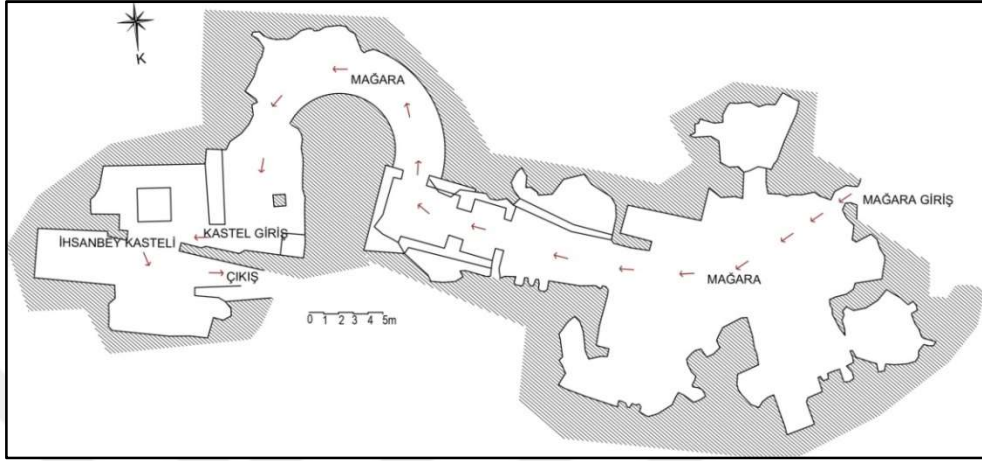 K
MAĞARA
MAĞARA GİRİŞ
KASTEL GİRİŞ
İHSANBEY KASTELİ
ÇIKIŞ
MAĞARA
0 1 2 3 4 5m